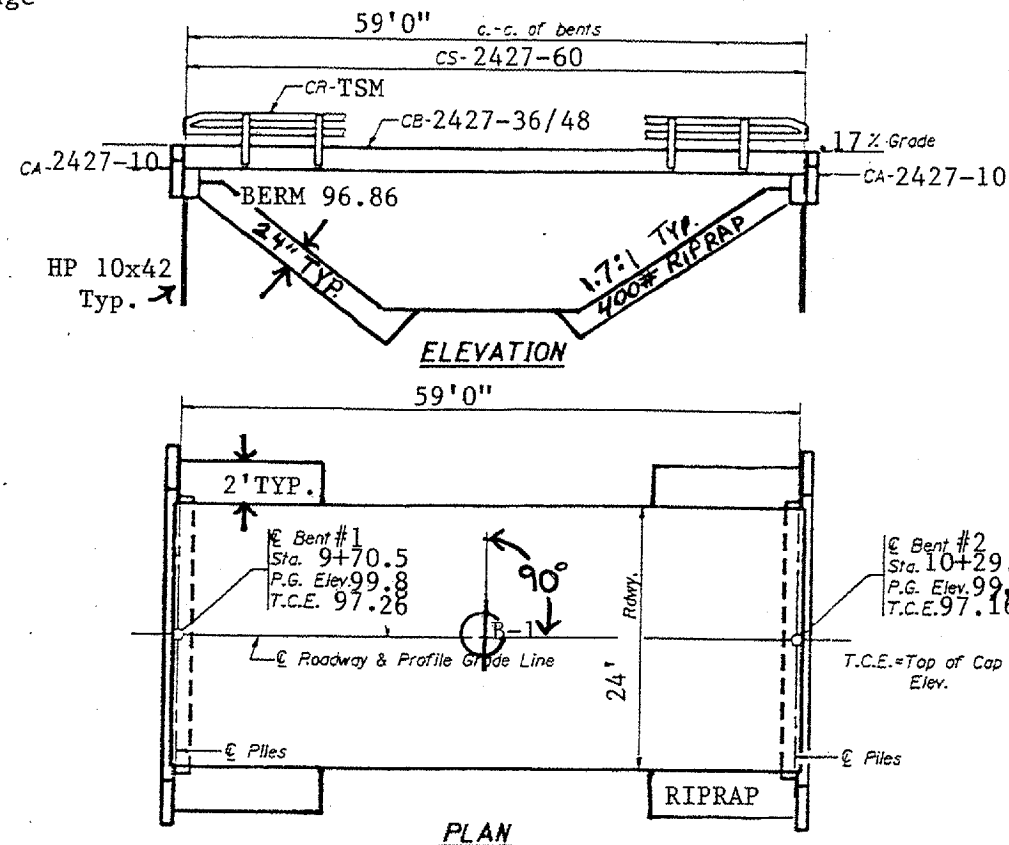 59'0" c.-c. of bents
CS-2427-60
CR-TSM
CB-2427-36/48
.17 % Grade
CA-2427-10
CA-2427-10
BERM 96.86
24" TYP.
1.7:1 TYP.
400# RIPRAP
HP 10x42
Typ.
ELEVATION
59'0"
2' TYP.
℄ Bent #1
Sta. 9+70.5
P.G. Elev. 99.8
T.C.E. 97.26
90°
Rdwy.
24'
B-1
℄ Roadway & Profile Grade Line
℄ Bent #2
Sta. 10+29.
P.G. Elev. 99.
T.C.E. 97.16
T.C.E.=Top of Cap
Elev.
℄ Piles
℄ Piles
RIPRAP
PLAN